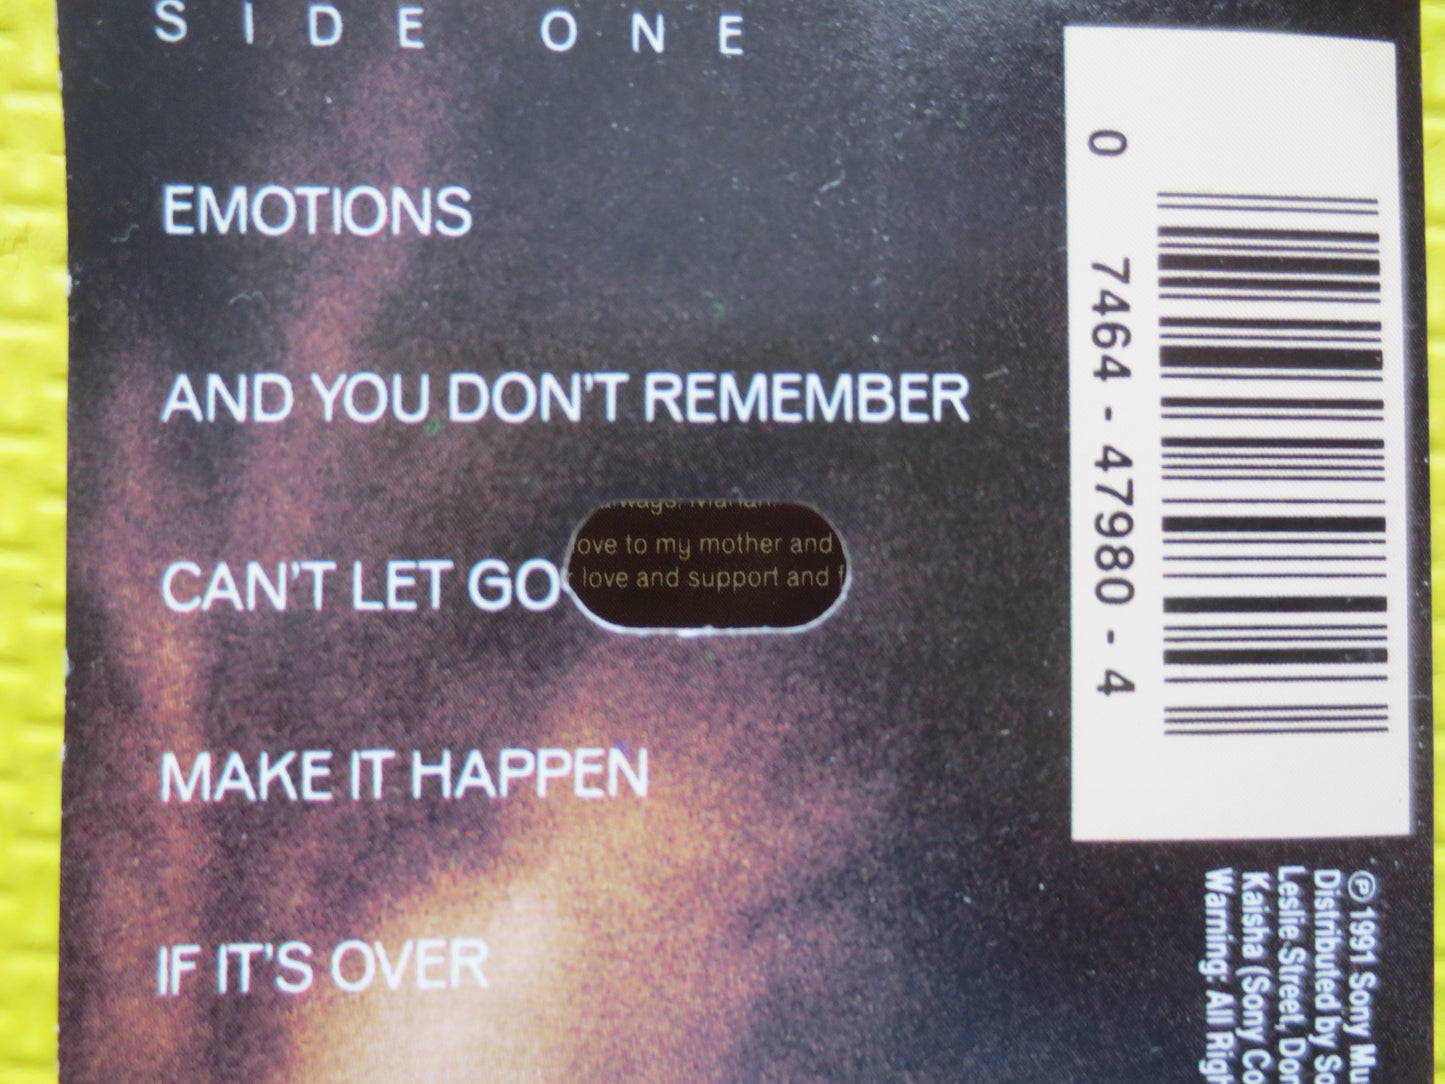 SIDE ONE
EMOTIONS
AND YOU DON'T REMEMBER
CAN'T LET GO
ove to my mother and
love and support and f
MAKE IT HAPPEN
IF IT'S OVER
0 7464-47980-4
℗ 1991 Sony Mu
Distributed by So
Leslie Street, Don
Kaisha (Sony Co
Warning: All Righ